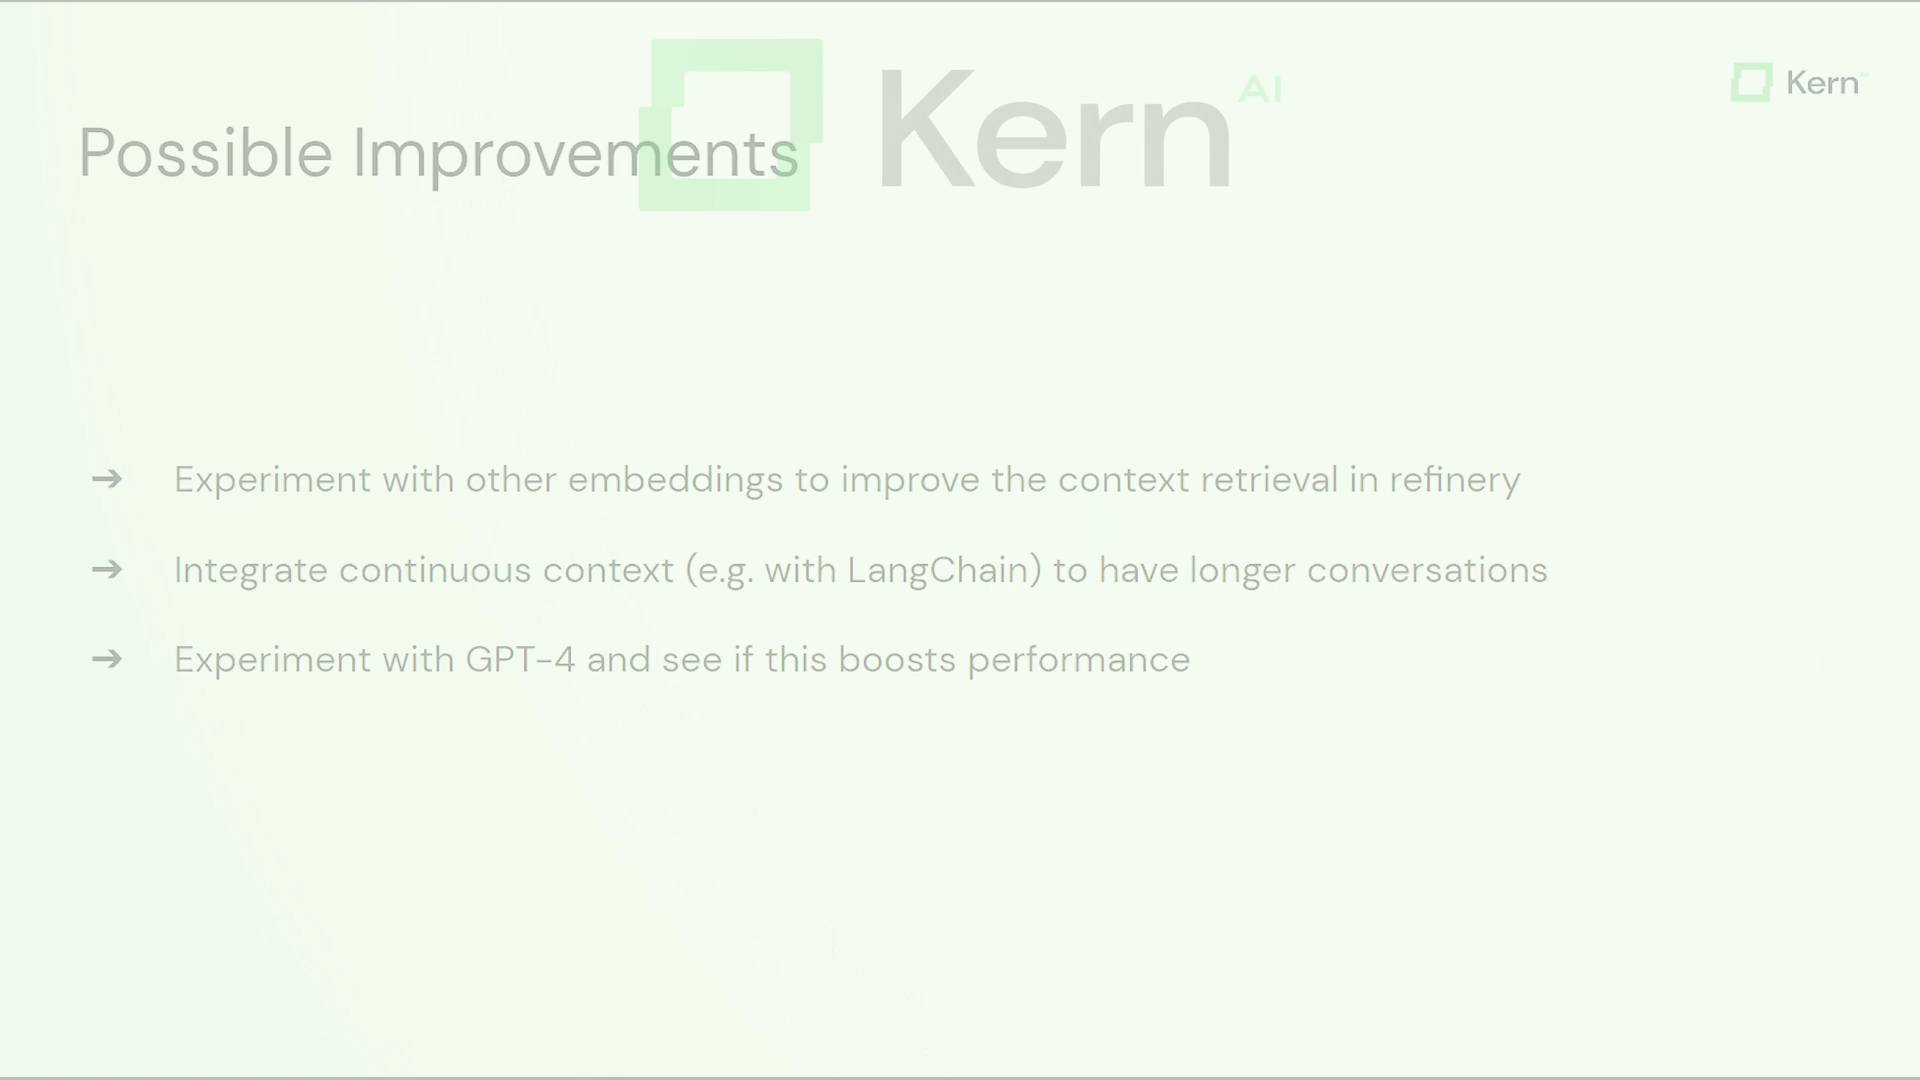 Kern AI
Kern AI
Possible Improvements
➔ Experiment with other embeddings to improve the context retrieval in refinery
➔ Integrate continuous context (e.g. with LangChain) to have longer conversations
➔ Experiment with GPT-4 and see if this boosts performance